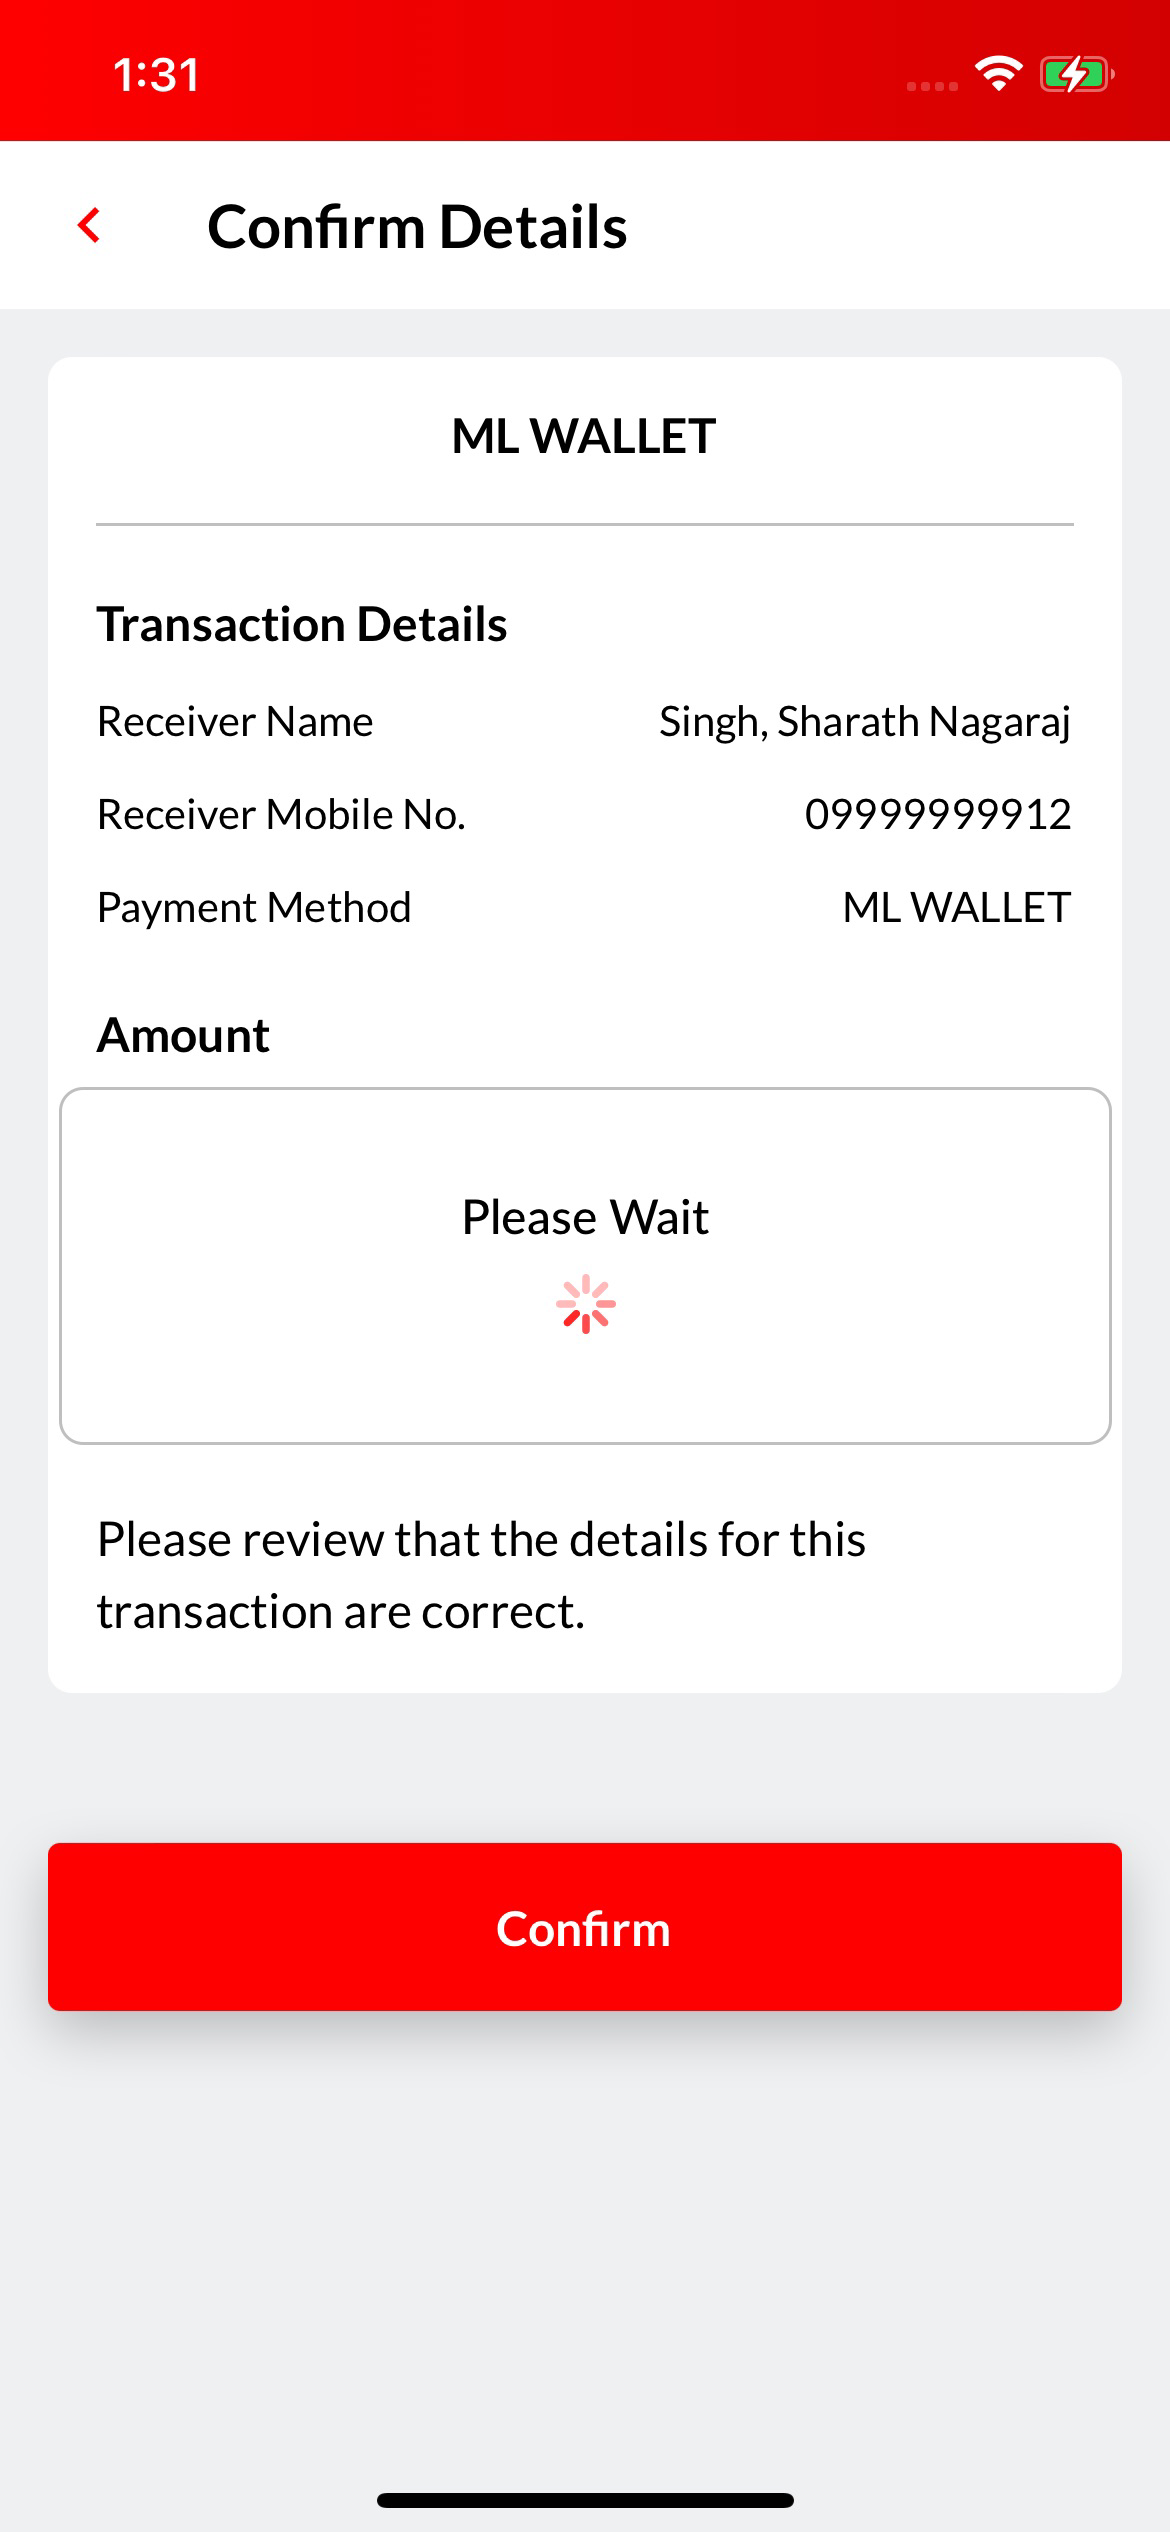 1:31
Confirm Details
ML WALLET
Transaction Details
Receiver Name Singh, Sharath Nagaraj
Receiver Mobile No. 09999999912
Payment Method ML WALLET
Amount
Please Wait
Please review that the details for this
transaction are correct.
Confirm